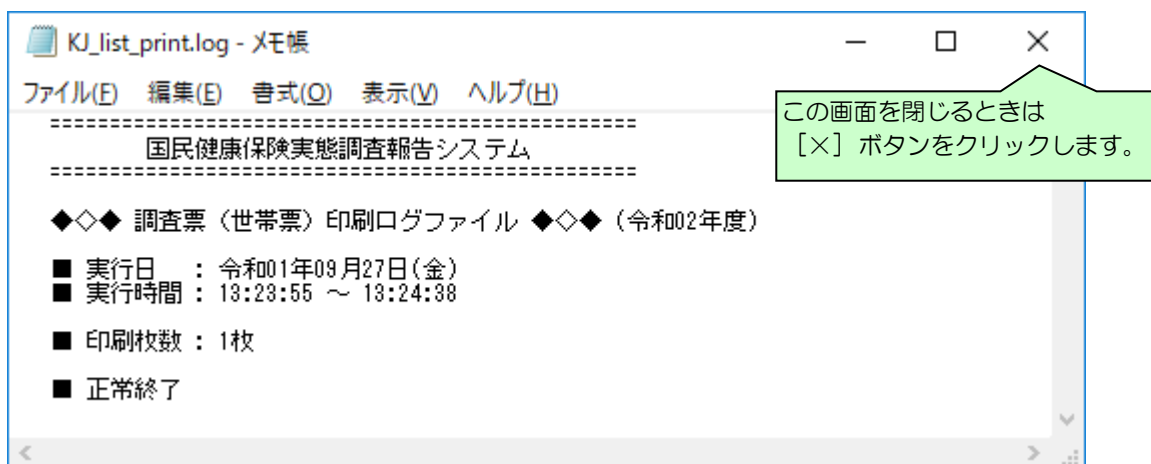 KJ_list_print.log - メモ帳
ファイル(F) 編集(E) 書式(O) 表示(V) ヘルプ(H)
この画面を閉じるときは
［×］ボタンをクリックします。
=================================================
国民健康保険実態調査報告システム
=================================================
◆◇◆ 調査票（世帯票）印刷ログファイル ◆◇◆（令和02年度）
■ 実行日　：令和01年09月27日(金)
■ 実行時間：13:23:55 ～ 13:24:38
■ 印刷枚数：1枚
■ 正常終了